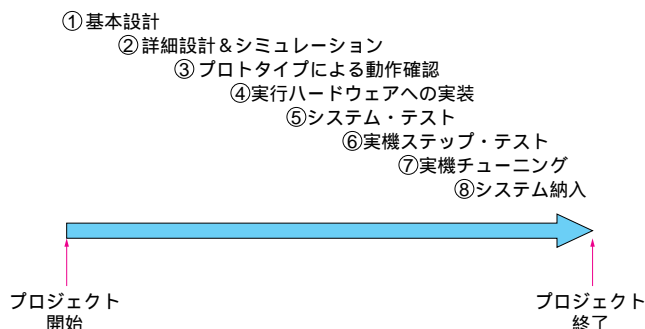 ①基本設計
②詳細設計＆シミュレーション
③プロトタイプによる動作確認
④実行ハードウェアへの実装
⑤システム・テスト
⑥実機ステップ・テスト
⑦実機チューニング
⑧システム納入
プロジェクト
開始
プロジェクト
終了